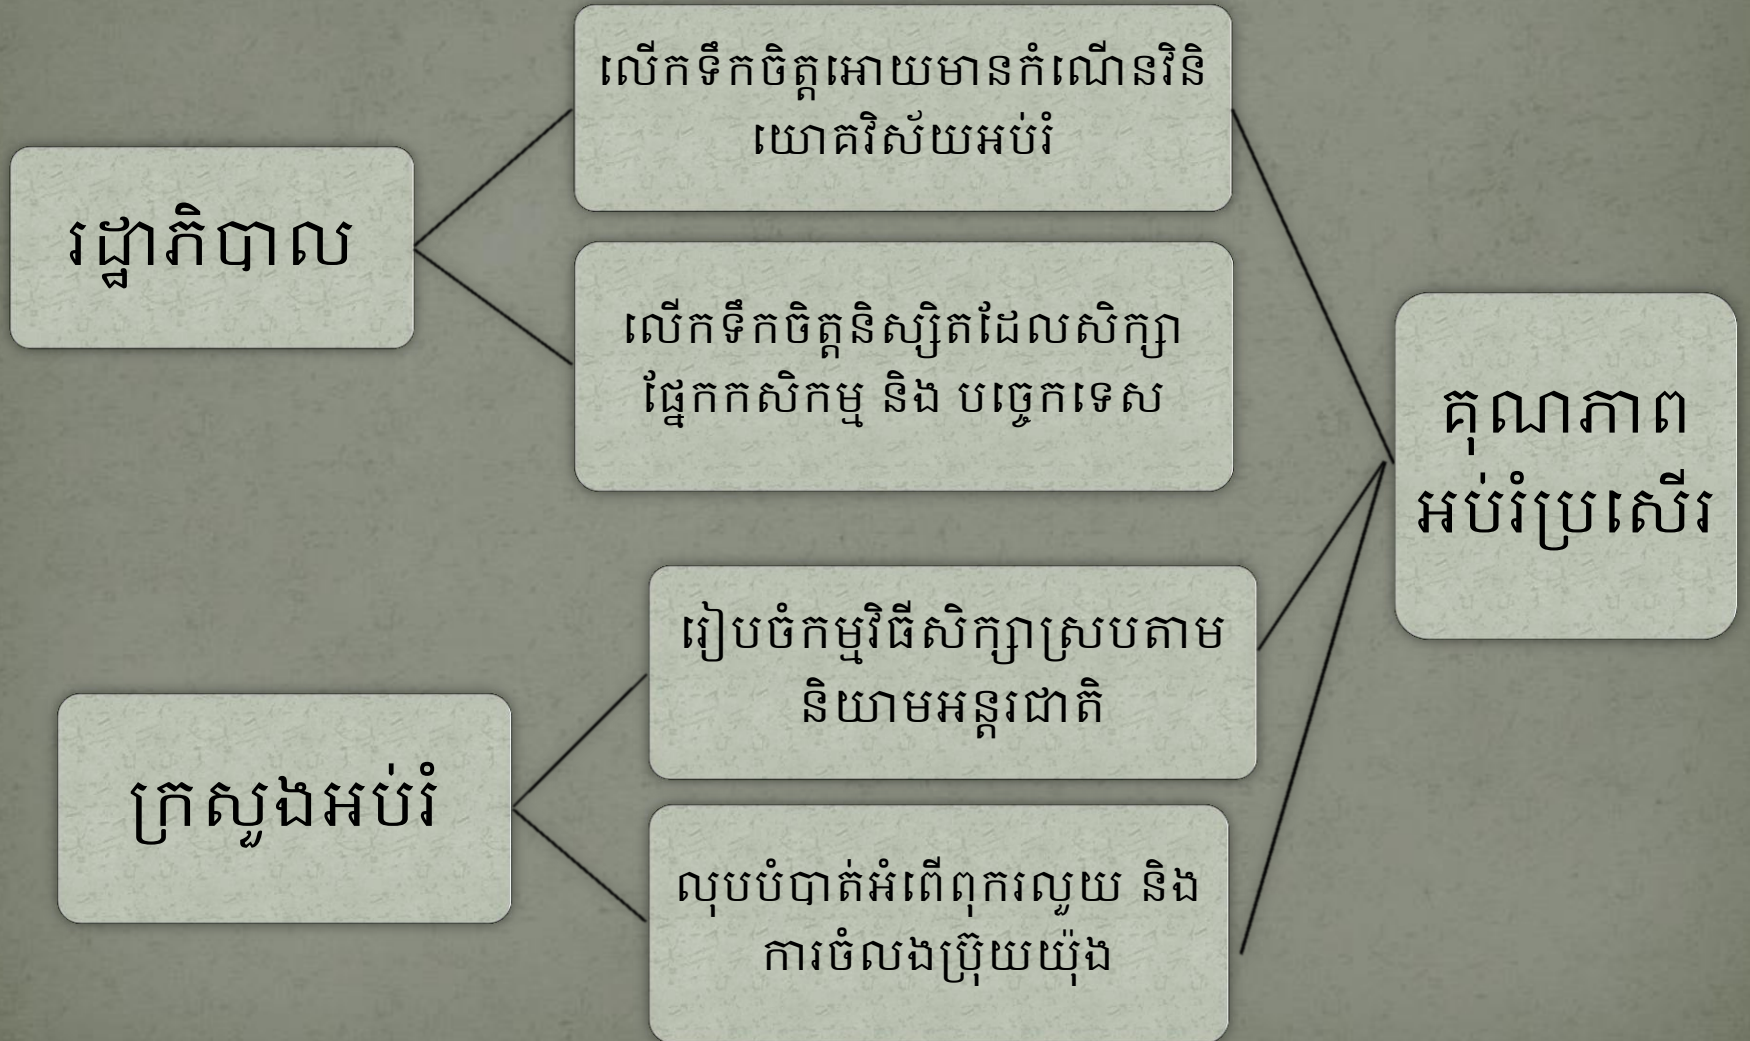 រដ្ឋាភិបាល
លើកទឹកចិត្តអោយមានកំណើនវិនិ
យោគវិស័យអប់រំ
លើកទឹកចិត្តនិស្សិតដែលសិក្សា
ផ្នែកកសិកម្ម និង បច្ចេកទេស
ក្រសួងអប់រំ
រៀបចំកម្មវិធីសិក្សាស្របតាម
និយាមអន្តរជាតិ
លុបបំបាត់អំពើពុករលួយ និង
ការចំលងប្រ៊ុយយ៉ុង
គុណភាព
អប់រំប្រសើរ